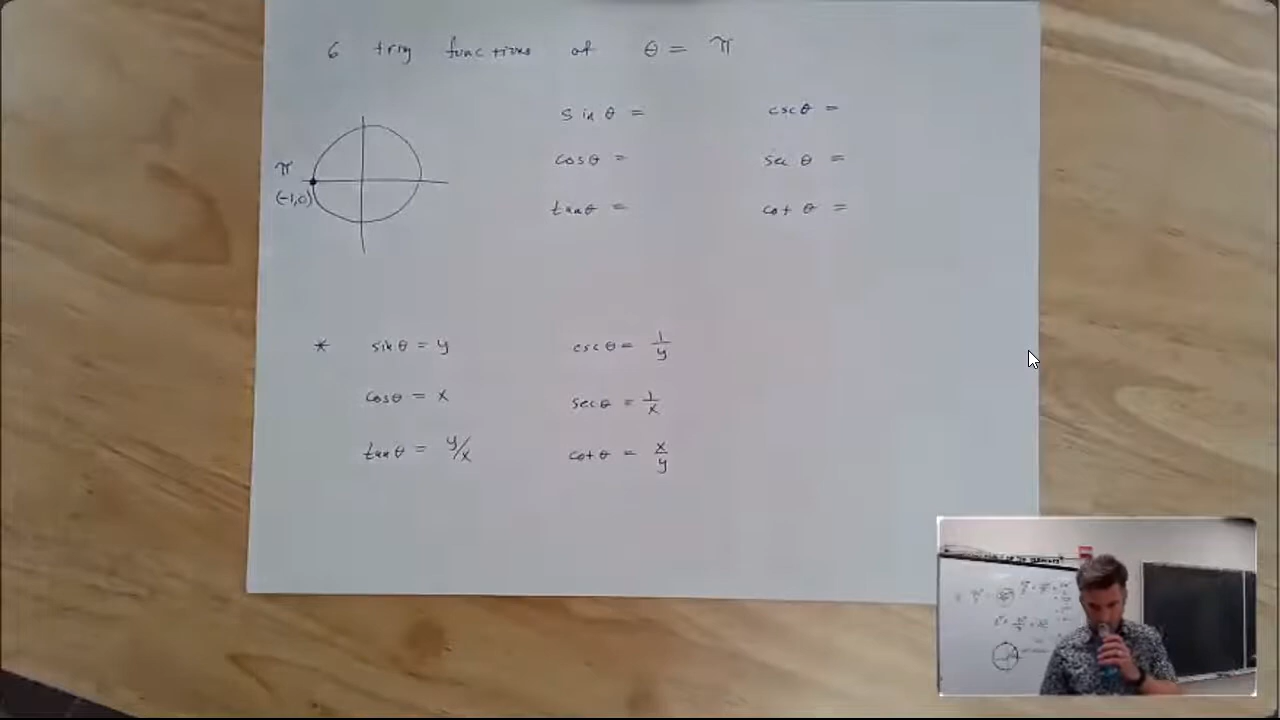 6 trig functions of θ = π
sin θ =
csc θ =
cos θ =
sec θ =
tan θ =
cot θ =
π
(-1,0)
* sin θ = y
csc θ = 1/y
cos θ = x
sec θ = 1/x
tan θ = y/x
cot θ = x/y